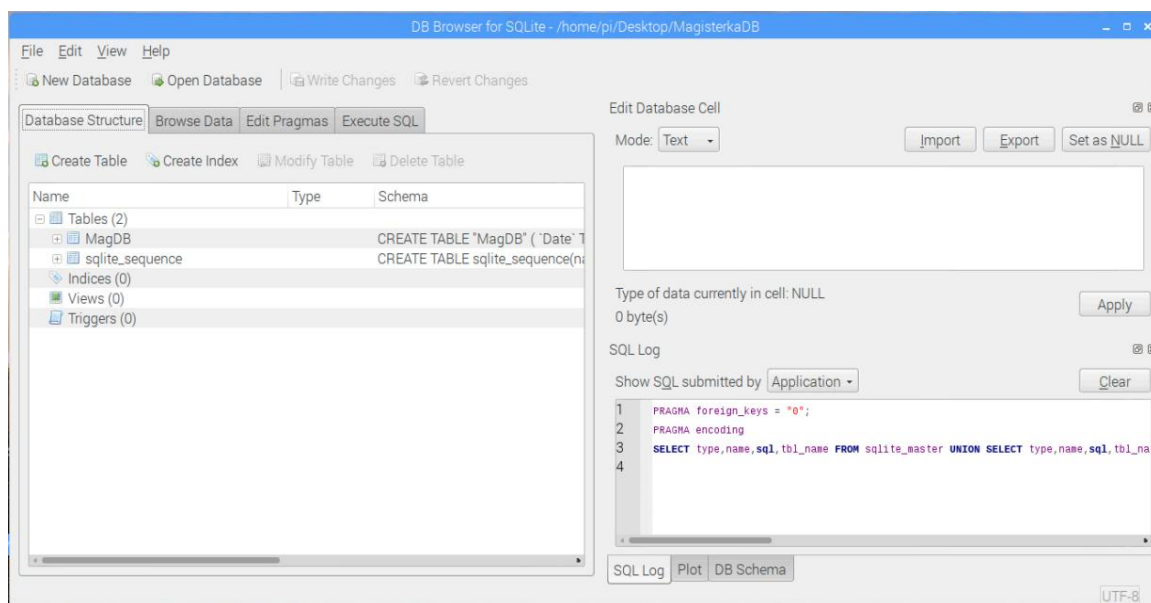 DB Browser for SQLite - /home/pi/Desktop/MagisterkaDB
File Edit View Help
New Database Open Database Write Changes Revert Changes
Database Structure Browse Data Edit Pragmas Execute SQL
Create Table Create Index Modify Table Delete Table
Name Type Schema
Tables (2)
MagDB CREATE TABLE "MagDB" ( `Date` T
sqlite_sequence CREATE TABLE sqlite_sequence(na
Indices (0)
Views (0)
Triggers (0)
Edit Database Cell
Mode: Text Import Export Set as NULL
Type of data currently in cell: NULL
0 byte(s)
Apply
SQL Log
Show SQL submitted by Application Clear
1 PRAGMA foreign_keys = "0";
2 PRAGMA encoding
3 SELECT type,name,sql,tbl_name FROM sqlite_master UNION SELECT type,name,sql,tbl_na
4
SQL Log Plot DB Schema
UTF-8